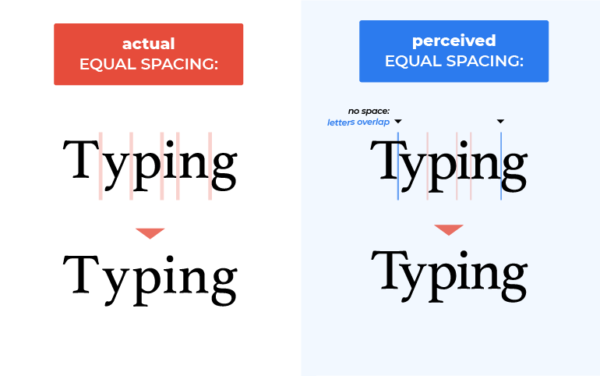 actual
EQUAL SPACING:
Typing
Typing
perceived
EQUAL SPACING:
no space:
letters overlap
Typing
Typing